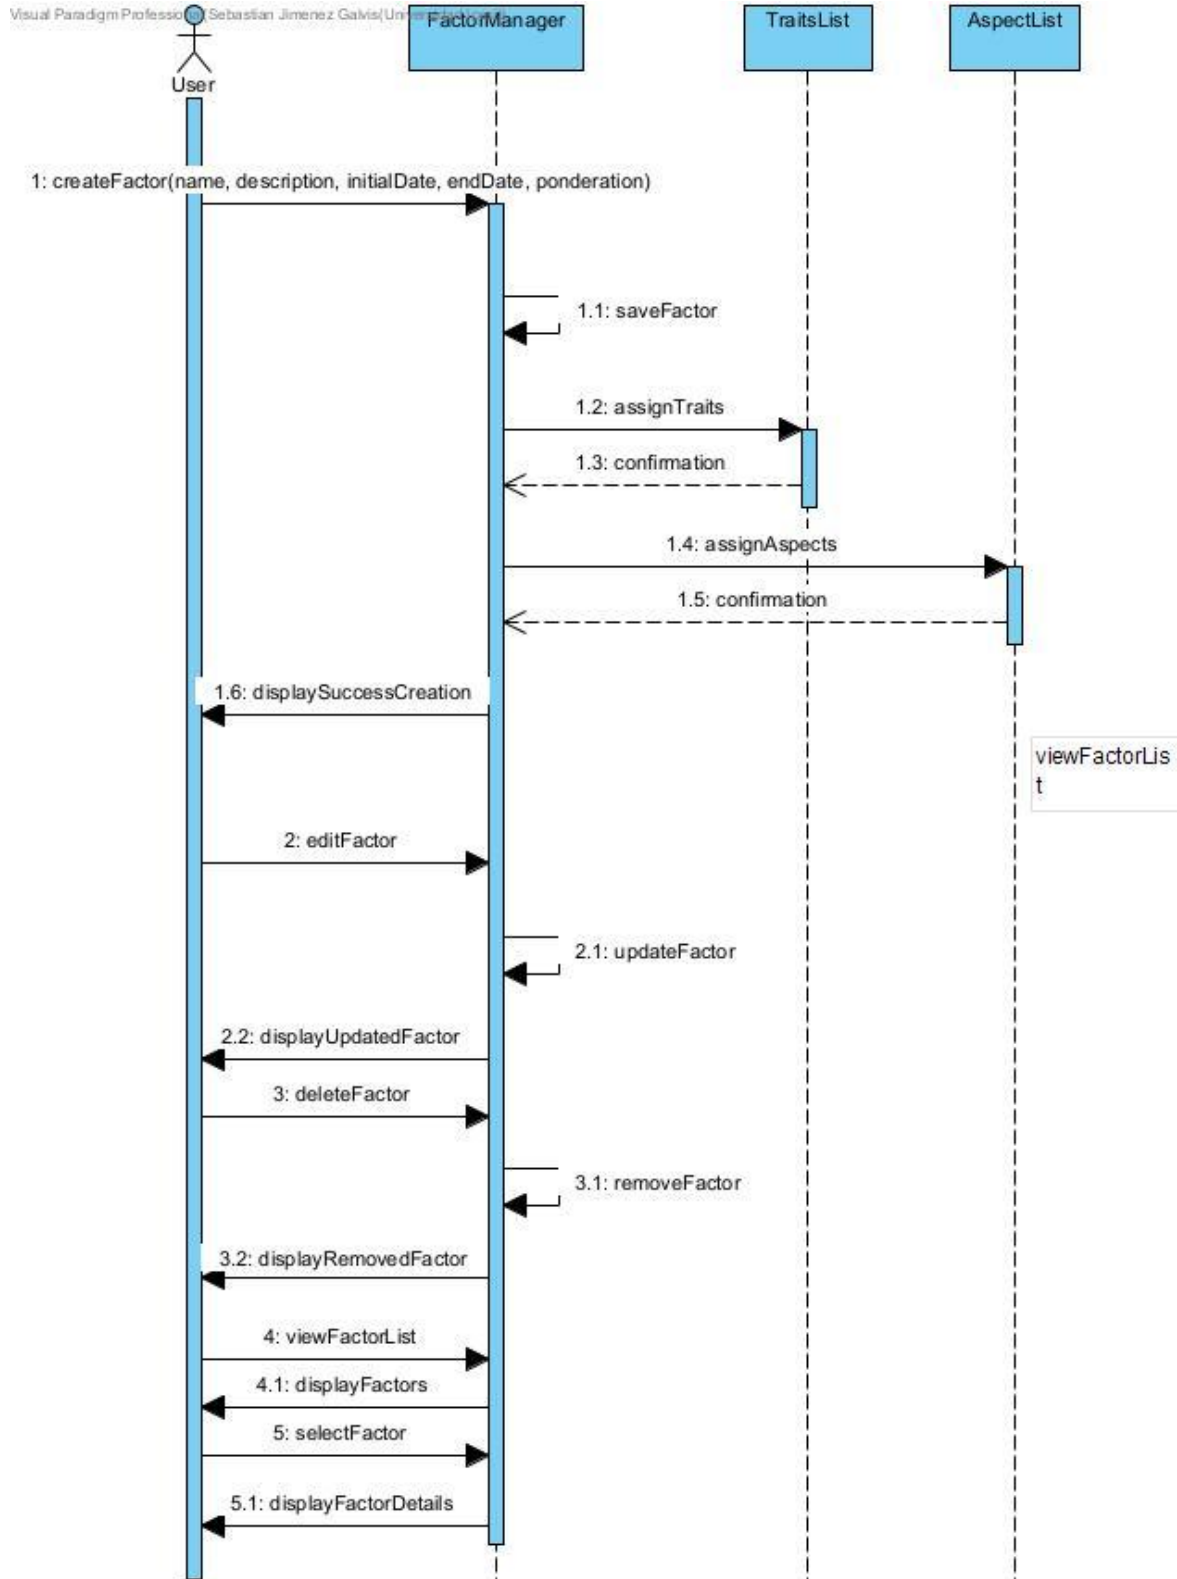 Visual Paradigm Professional(Sebastian Jimenez Galvis(Uni
FactorManager
TraitsList
AspectList
User
1: createFactor(name, description, initialDate, endDate, ponderation)
1.1: saveFactor
1.2: assignTraits
1.3: confirmation
1.4: assignAspects
1.5: confirmation
1.6: displaySuccessCreation
viewFactorLis
t
2: editFactor
2.1: updateFactor
2.2: displayUpdatedFactor
3: deleteFactor
3.1: removeFactor
3.2: displayRemovedFactor
4: viewFactorList
4.1: displayFactors
5: selectFactor
5.1: displayFactorDetails